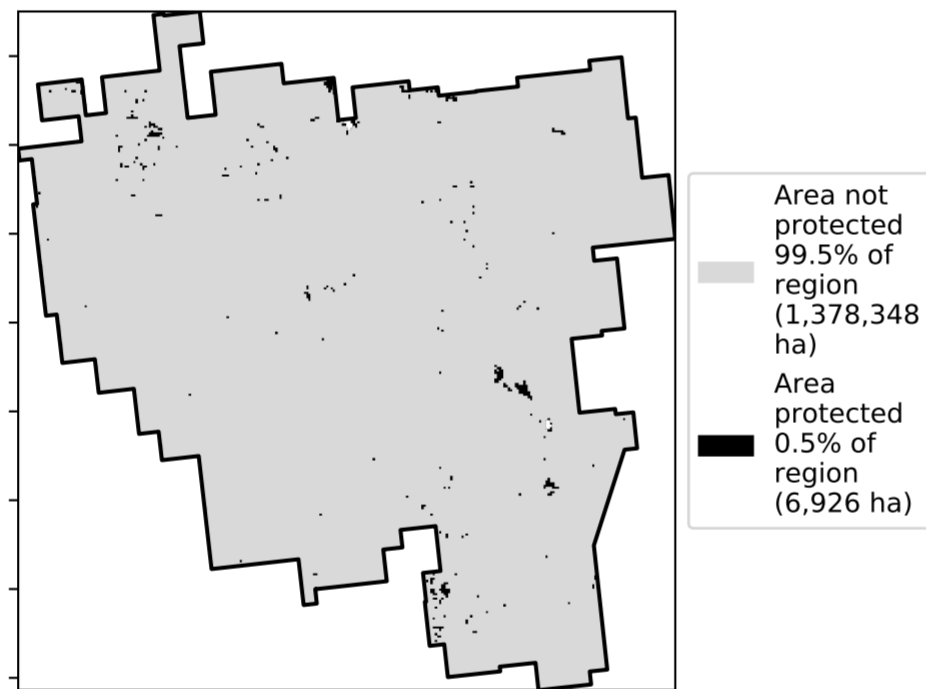 Area not
protected
99.5% of
region
(1,378,348
ha)
Area
protected
0.5% of
region
(6,926 ha)